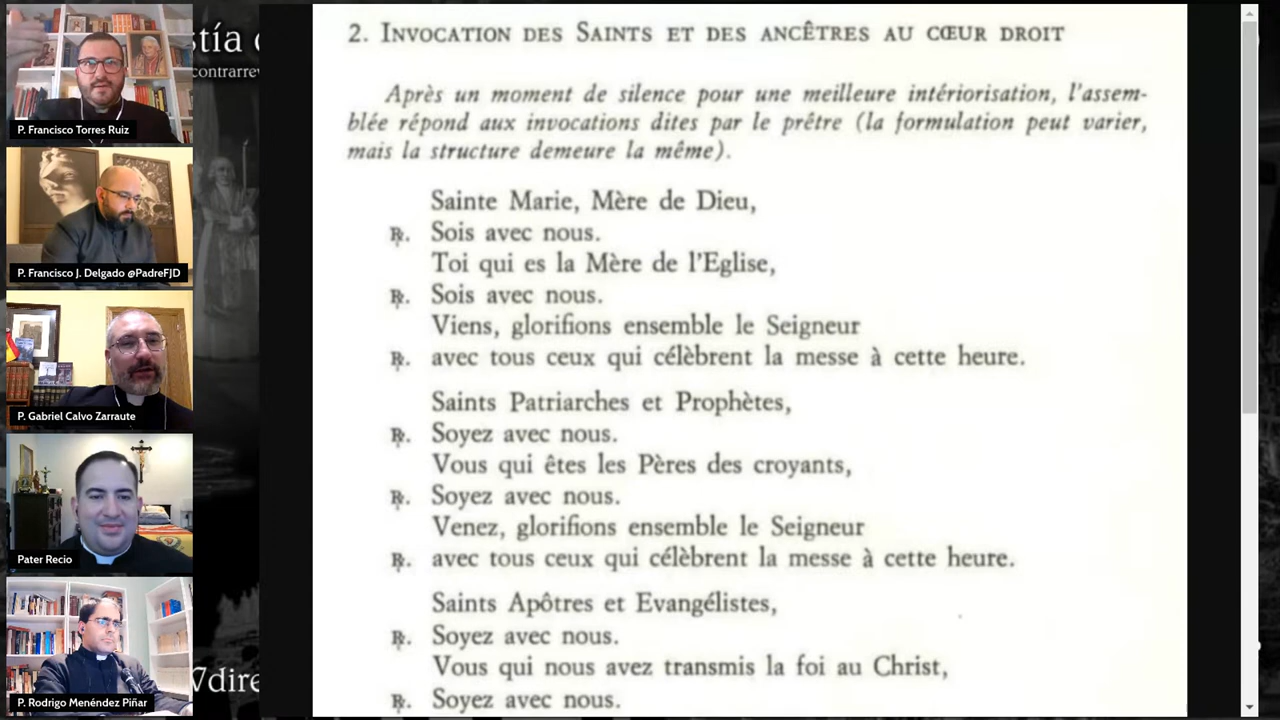 P. Francisco Torres Ruiz
P. Francisco J. Delgado @PadreFJD
P. Gabriel Calvo Zarraute
Pater Recio
P. Rodrigo Menéndez Piñar
stía
contrarrev
7dire
2. INVOCATION DES SAINTS ET DES ANCÊTRES AU CŒUR DROIT
Après un moment de silence pour une meilleure intériorisation, l'assem-
blée répond aux invocations dites par le prêtre (la formulation peut varier,
mais la structure demeure la même).
Sainte Marie, Mère de Dieu,
℟. Sois avec nous.
Toi qui es la Mère de l'Eglise,
℟. Sois avec nous.
Viens, glorifions ensemble le Seigneur
℟. avec tous ceux qui célèbrent la messe à cette heure.
Saints Patriarches et Prophètes,
℟. Soyez avec nous.
Vous qui êtes les Pères des croyants,
℟. Soyez avec nous.
Venez, glorifions ensemble le Seigneur
℟. avec tous ceux qui célèbrent la messe à cette heure.
Saints Apôtres et Evangélistes,
℟. Soyez avec nous.
Vous qui nous avez transmis la foi au Christ,
℟. Soyez avec nous.